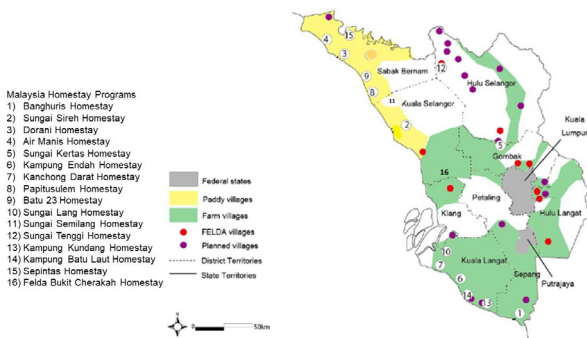 Malaysia Homestay Programs
1) Banghuris Homestay
2) Sungai Sireh Homestay
3) Dorani Homestay
4) Air Manis Homestay
5) Sungai Kertas Homestay
6) Kampung Endah Homestay
7) Kanchong Darat Homestay
8) Papitusulem Homestay
9) Batu 23 Homestay
10) Sungai Lang Homestay
11) Sungai Semilang Homestay
12) Sungai Tenggi Homestay
13) Kampung Kundang Homestay
14) Kampung Batu Laut Homestay
15) Sepintas Homestay
16) Felda Bukit Cherakah Homestay
Federal states
Paddy villages
Farm villages
FELDA villages
Planned villages
District Territories
State Territories
0
50km
15
4
3
Sabak Bernam
12
9
Hulu Selangor
8
11
Kuala Selangor
2
Kuala
Lumpur
5
Gombak
16
Petaling
Klang
Hulu Langat
10
Kuala Langat
7
Sepang
6
Putrajaya
14
13
1